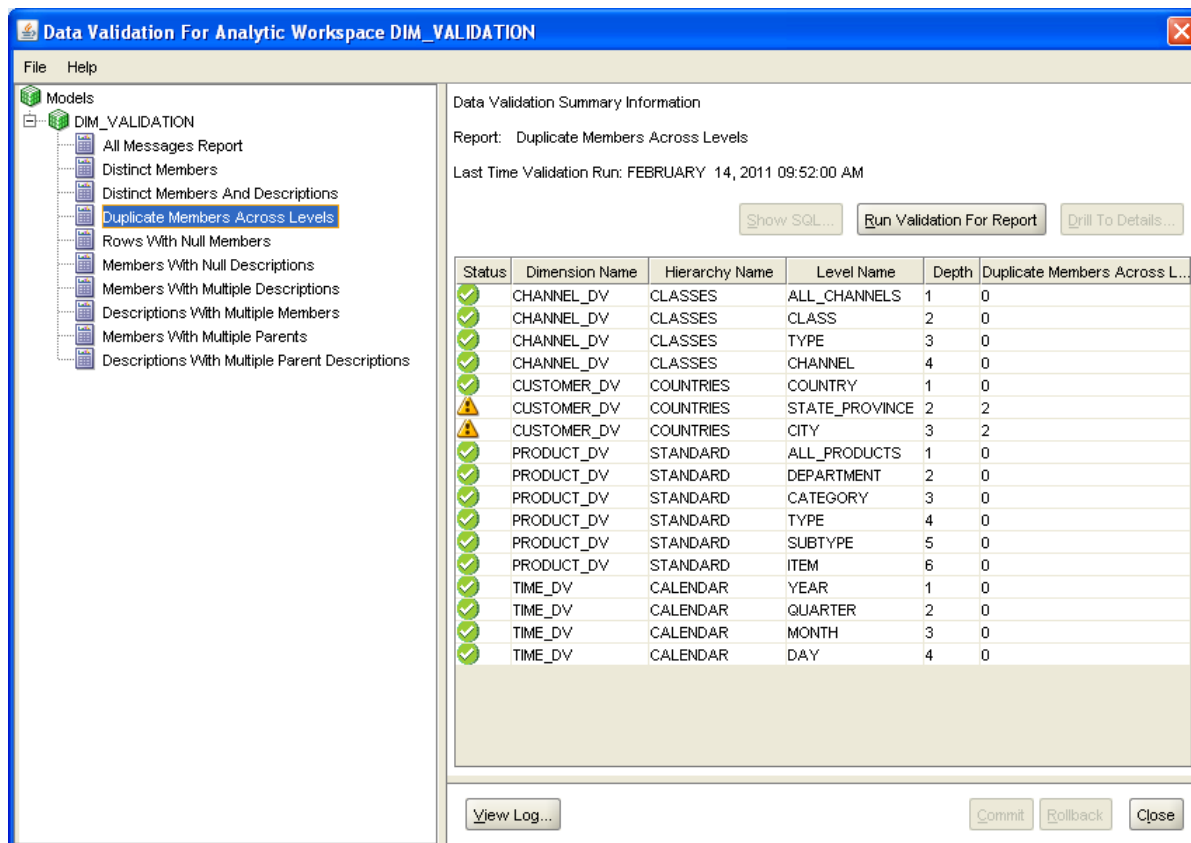 Data Validation For Analytic Workspace DIM_VALIDATION
File Help
Models
DIM_VALIDATION
All Messages Report
Distinct Members
Distinct Members And Descriptions
Duplicate Members Across Levels
Rows With Null Members
Members With Null Descriptions
Members With Multiple Descriptions
Descriptions With Multiple Members
Members With Multiple Parents
Descriptions With Multiple Parent Descriptions
Data Validation Summary Information
Report: Duplicate Members Across Levels
Last Time Validation Run: FEBRUARY 14, 2011 09:52:00 AM
Show SQL... Run Validation For Report Drill To Details...
Status Dimension Name Hierarchy Name Level Name Depth Duplicate Members Across L...
CHANNEL_DV CLASSES ALL_CHANNELS 1 0
CHANNEL_DV CLASSES CLASS 2 0
CHANNEL_DV CLASSES TYPE 3 0
CHANNEL_DV CLASSES CHANNEL 4 0
CUSTOMER_DV COUNTRIES COUNTRY 1 0
CUSTOMER_DV COUNTRIES STATE_PROVINCE 2 2
CUSTOMER_DV COUNTRIES CITY 3 2
PRODUCT_DV STANDARD ALL_PRODUCTS 1 0
PRODUCT_DV STANDARD DEPARTMENT 2 0
PRODUCT_DV STANDARD CATEGORY 3 0
PRODUCT_DV STANDARD TYPE 4 0
PRODUCT_DV STANDARD SUBTYPE 5 0
PRODUCT_DV STANDARD ITEM 6 0
TIME_DV CALENDAR YEAR 1 0
TIME_DV CALENDAR QUARTER 2 0
TIME_DV CALENDAR MONTH 3 0
TIME_DV CALENDAR DAY 4 0
View Log... Commit Rollback Close